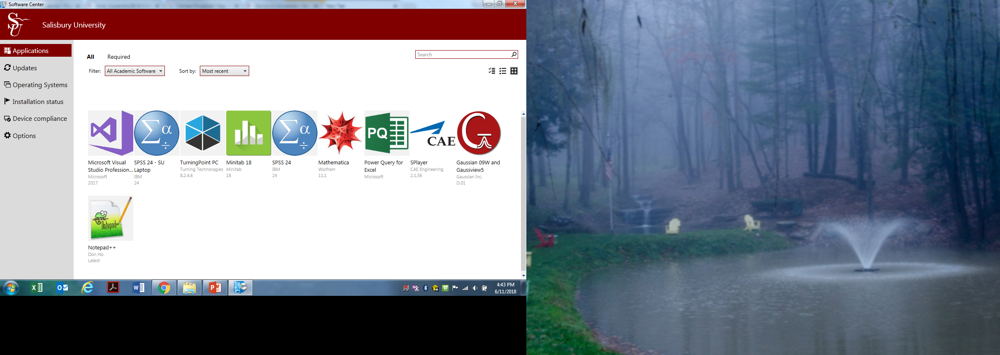 Software Center
SU
Salisbury University
Applications
Updates
Operating Systems
Installation status
Device compliance
Options
All Required
Search
Filter: All Academic Software Sort by: Most recent
Microsoft Visual
Studio Profession...
Microsoft
2017
SPSS 24 - SU
Laptop
IBM
24
TurningPoint PC
Turning Technologies
8.2.4.6
Minitab 18
Minitab
18
SPSS 24
IBM
24
Mathematica
Wolfram
11.1
PQ
Power Query for
Excel
Microsoft
CAE
SPlayer
CAE Engineering
2.1.56
Gaussian 09W and
Gaussview5
Gaussian Inc.
D.01
Notepad++
Notepad++
Don Ho
Latest
4:43 PM
6/11/2018